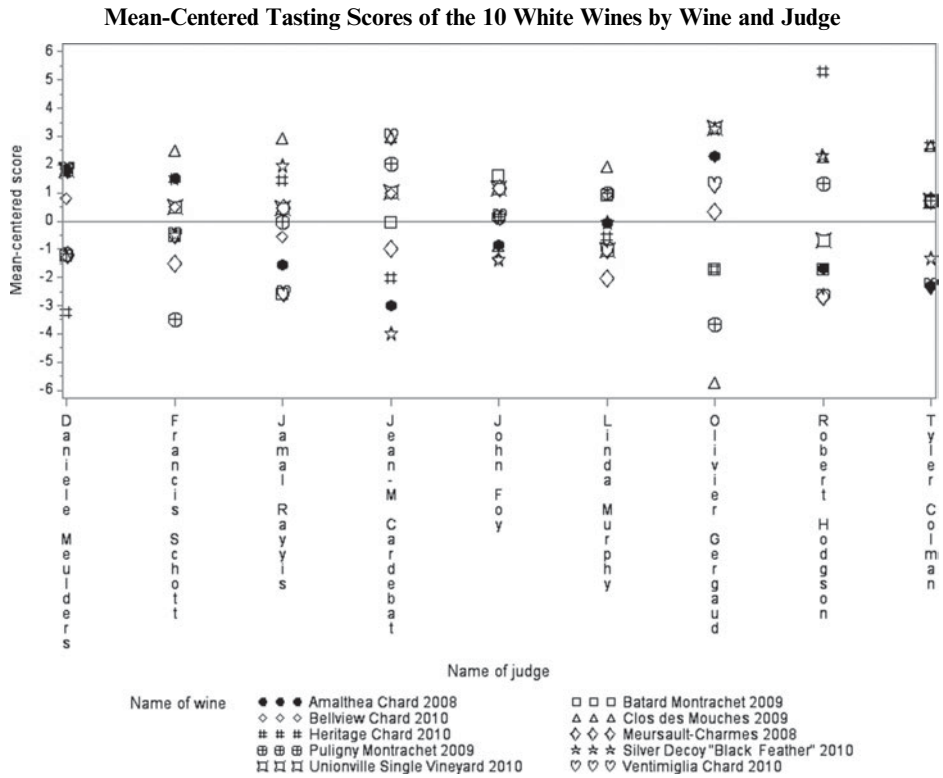 Mean-Centered Tasting Scores of the 10 White Wines by Wine and Judge
6
5
4
3
2
1
0
-1
-2
-3
-4
-5
-6
Mean-centered score
Daniele Meulders
Francis Schott
Jamal Rayyis
Jean-M Cardebat
John Foy
Linda Murphy
Olivier Gergaud
Robert Hodgson
Tyler Colman
Name of judge
Name of wine
Amalthea Chard 2008
Batard Montrachet 2009
Bellview Chard 2010
Clos des Mouches 2009
Heritage Chard 2010
Meursault-Charmes 2008
Puligny Montrachet 2009
Silver Decoy "Black Feather" 2010
Unionville Single Vineyard 2010
Ventimiglia Chard 2010